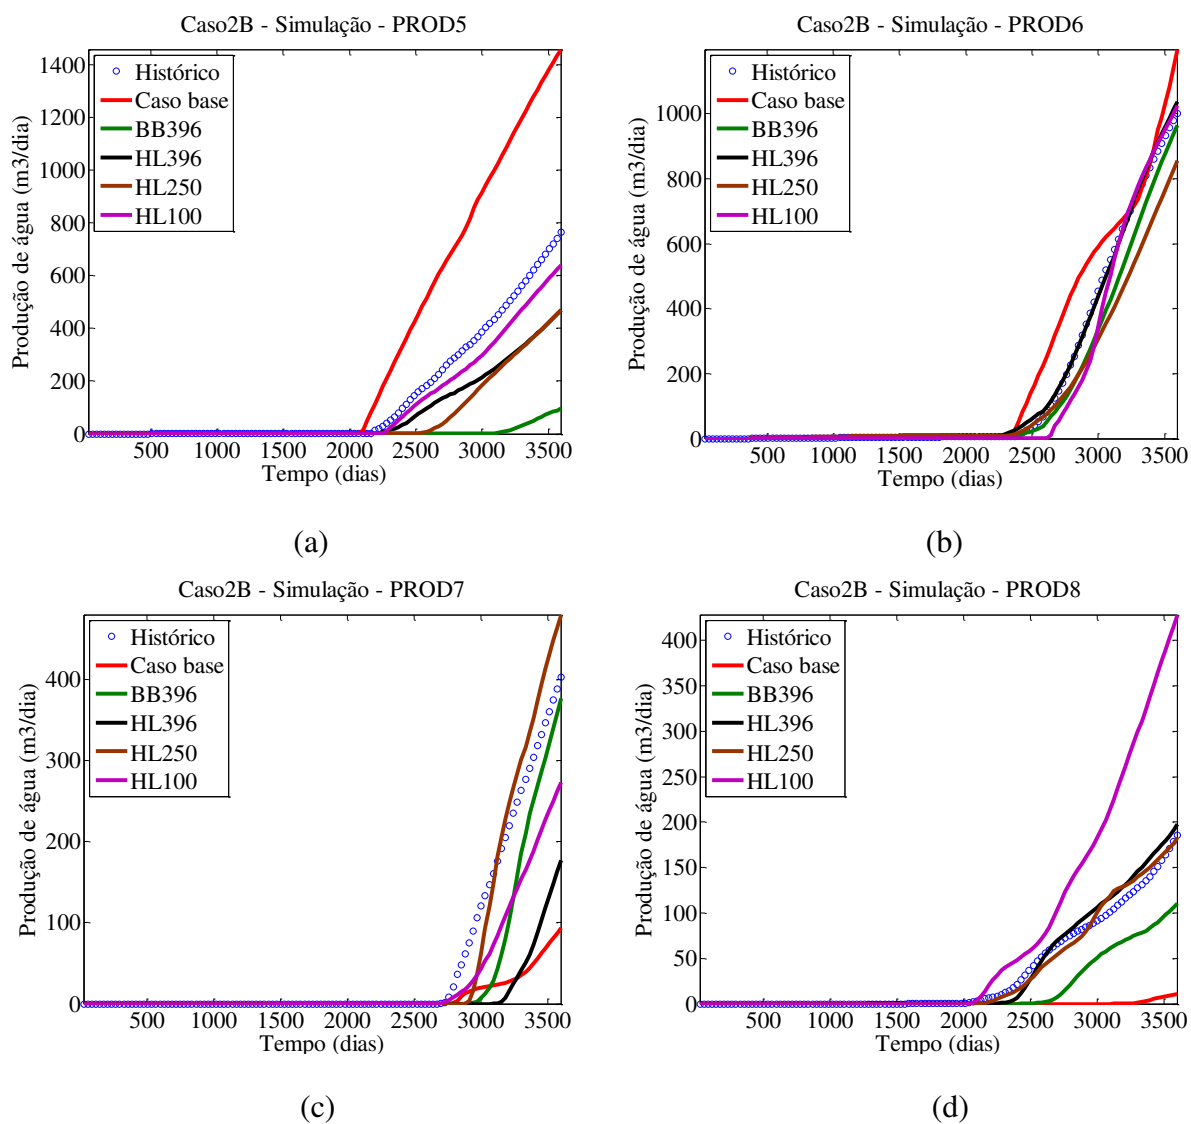 Caso2B - Simulação - PROD5
1400
1200
1000
800
600
400
200
0
Produção de água (m3/dia)
Histórico
Caso base
BB396
HL396
HL250
HL100
500 1000 1500 2000 2500 3000 3500
Tempo (dias)
(a)
Caso2B - Simulação - PROD6
1000
800
600
400
200
0
Produção de água (m3/dia)
Histórico
Caso base
BB396
HL396
HL250
HL100
500 1000 1500 2000 2500 3000 3500
Tempo (dias)
(b)
Caso2B - Simulação - PROD7
400
300
200
100
0
Produção de água (m3/dia)
Histórico
Caso base
BB396
HL396
HL250
HL100
500 1000 1500 2000 2500 3000 3500
Tempo (dias)
(c)
Caso2B - Simulação - PROD8
400
350
300
250
200
150
100
50
0
Produção de água (m3/dia)
Histórico
Caso base
BB396
HL396
HL250
HL100
500 1000 1500 2000 2500 3000 3500
Tempo (dias)
(d)